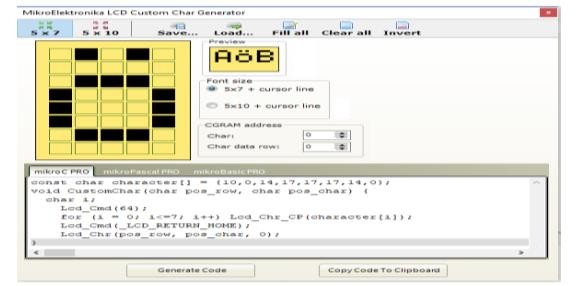 MikroElektronika LCD Custom Char Generator
5 x 7 5 x 10 Save... Load... Fill all Clear all Invert
Preview
AöB
Font size
5x7 + cursor line
5x10 + cursor line
CGRAM address
Char: 0
Char data row: 0
mikroC PRO mikroPascal PRO mikroBasic PRO
const char character[] = {10,0,14,17,17,17,14,0};
void CustomChar(char pos_row, char pos_char) {
char i;
Lcd_Cmd(64);
for (i = 0; i<=7; i++) Lcd_Chr_CP(character[i]);
Lcd_Cmd(_LCD_RETURN_HOME);
Lcd_Chr(pos_row, pos_char, 0);
}
Generate Code Copy Code To Clipboard